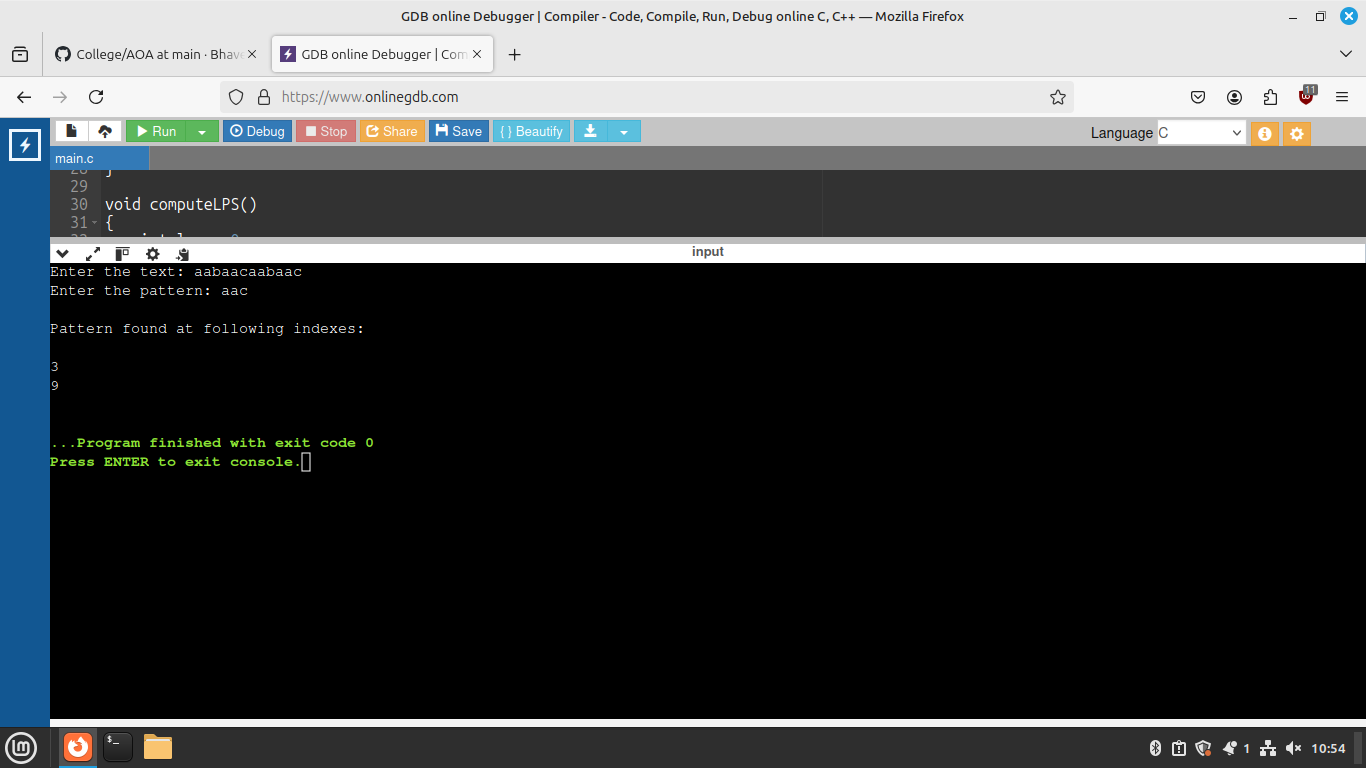 GDB online Debugger | Compiler - Code, Compile, Run, Debug online C, C++ — Mozilla Firefox
College/AOA at main · Bhave
GDB online Debugger | Com
https://www.onlinegdb.com
11
Run Debug Stop Share Save { } Beautify
Language C
main.c
28 }
29
30 void computeLPS()
31 {
input
Enter the text: aabaacaabaac
Enter the pattern: aac
Pattern found at following indexes:
3
9
...Program finished with exit code 0
Press ENTER to exit console.
$_
1
10:54